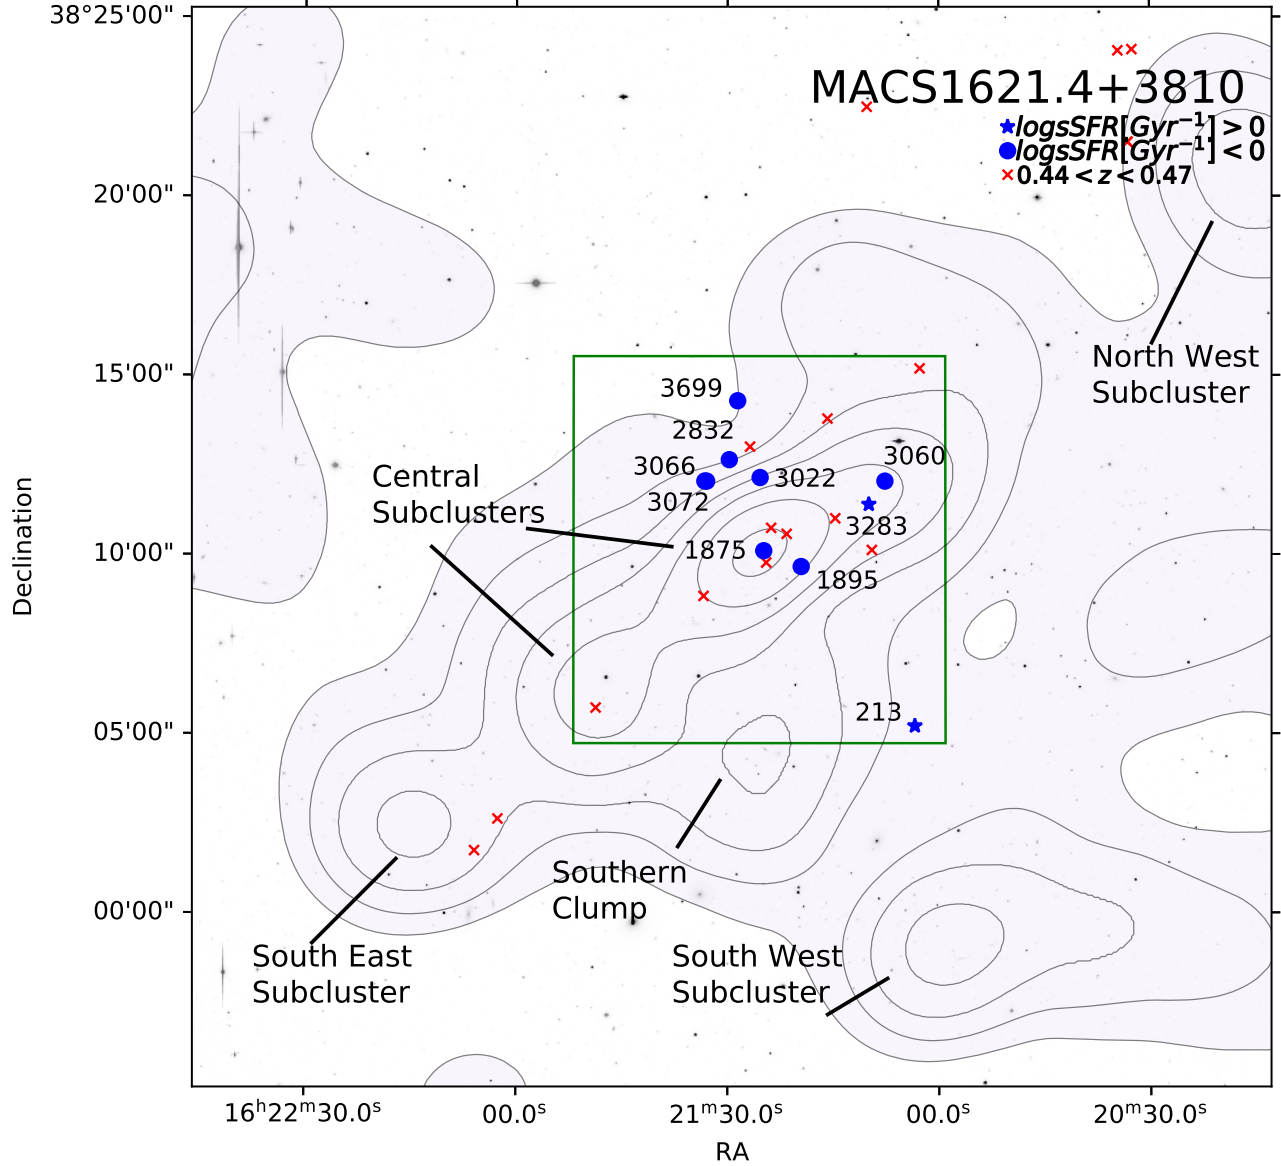 38°25'00"
MACS1621.4+3810
logsSFR[Gyr⁻¹] > 0
logsSFR[Gyr⁻¹] < 0
0.44 < z < 0.47
20'00"
North West
Subcluster
15'00"
3699
2832
3066
3022
3060
3072
Central
Subclusters
3283
10'00"
1875
1895
Declination
213
05'00"
Southern
Clump
00'00"
South East
Subcluster
South West
Subcluster
16ʰ22ᵐ30.0ˢ 00.0ˢ 21ᵐ30.0ˢ 00.0ˢ 20ᵐ30.0ˢ
RA